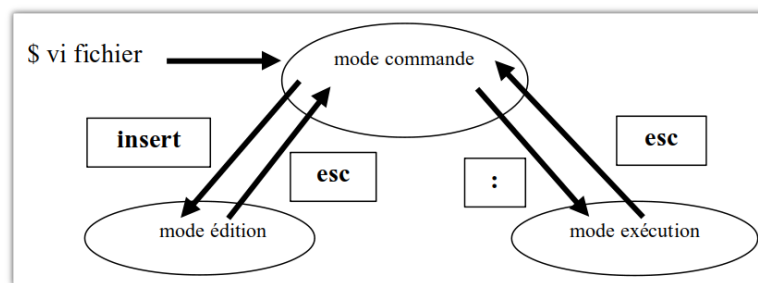 $ vi fichier
mode commande
insert
esc
:
esc
mode édition
mode exécution